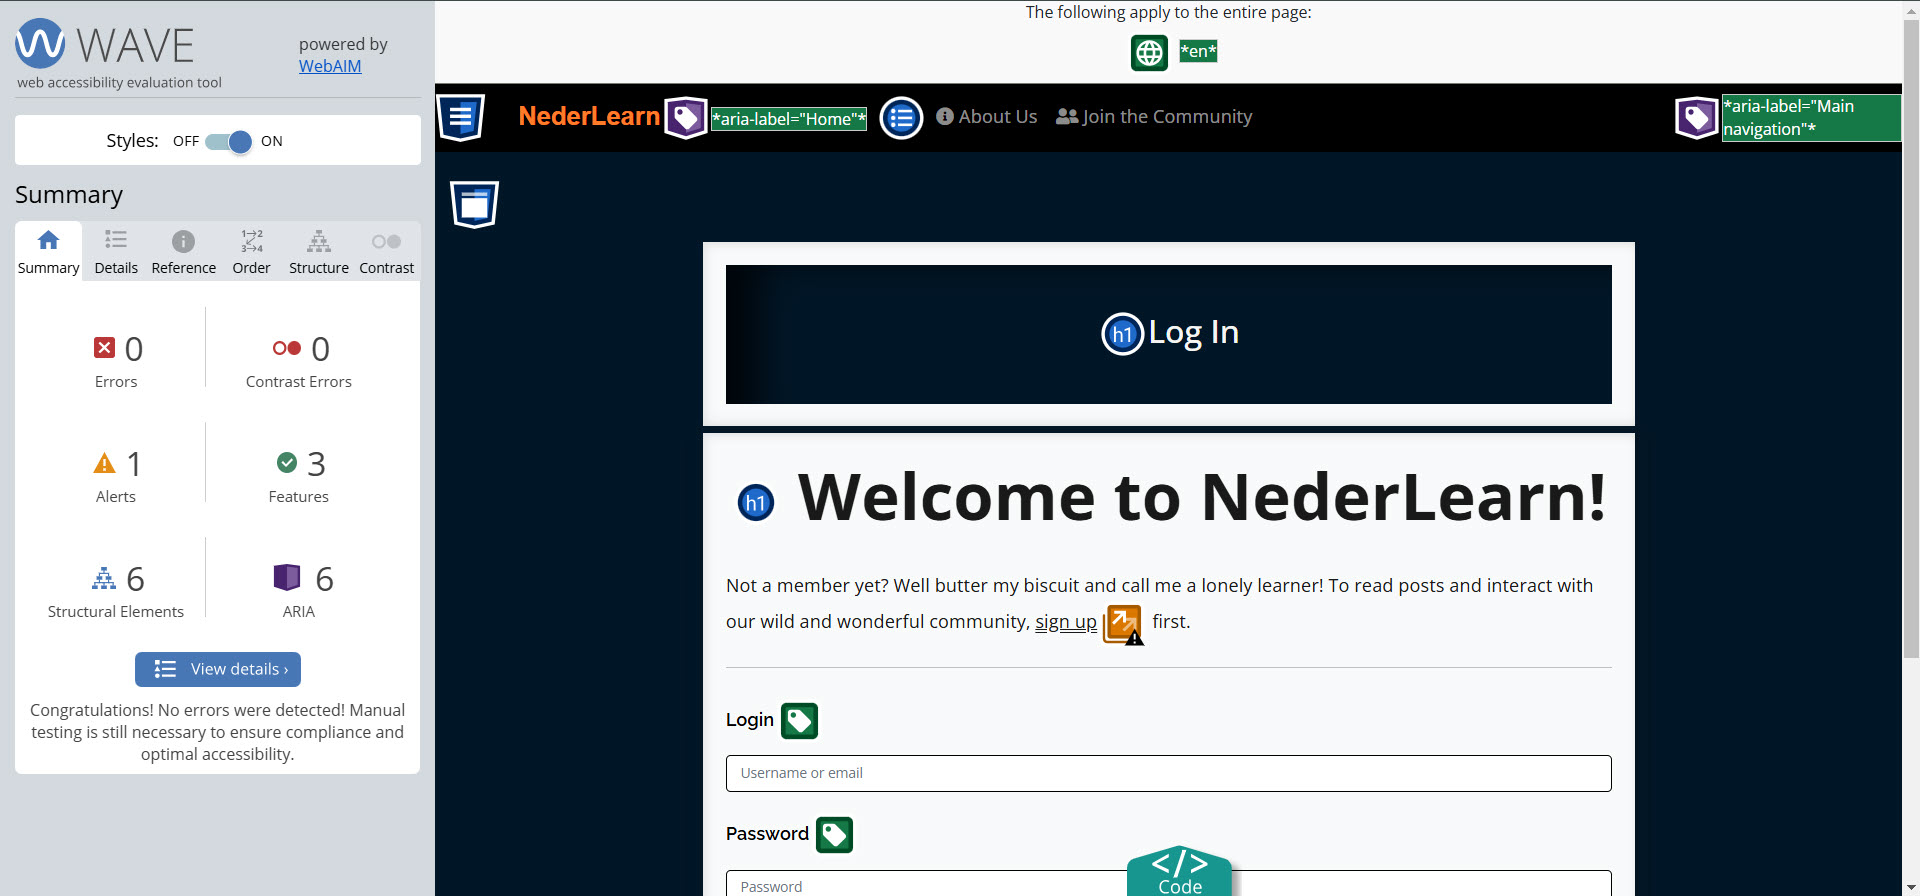 WAVE
web accessibility evaluation tool
powered by
WebAIM
Styles: OFF ON
Summary
Summary Details Reference Order Structure Contrast
1→2
3→4
0
Errors
0
Contrast Errors
1
Alerts
3
Features
6
Structural Elements
6
ARIA
View details ›
Congratulations! No errors were detected! Manual
testing is still necessary to ensure compliance and
optimal accessibility.
The following apply to the entire page:
*en*
NederLearn *aria-label="Home"* About Us Join the Community
*aria-label="Main
navigation"*
h1 Log In
h1 Welcome to NederLearn!
Not a member yet? Well butter my biscuit and call me a lonely learner! To read posts and interact with
our wild and wonderful community, sign up first.
Login
Username or email
Password
Password
</>
Code